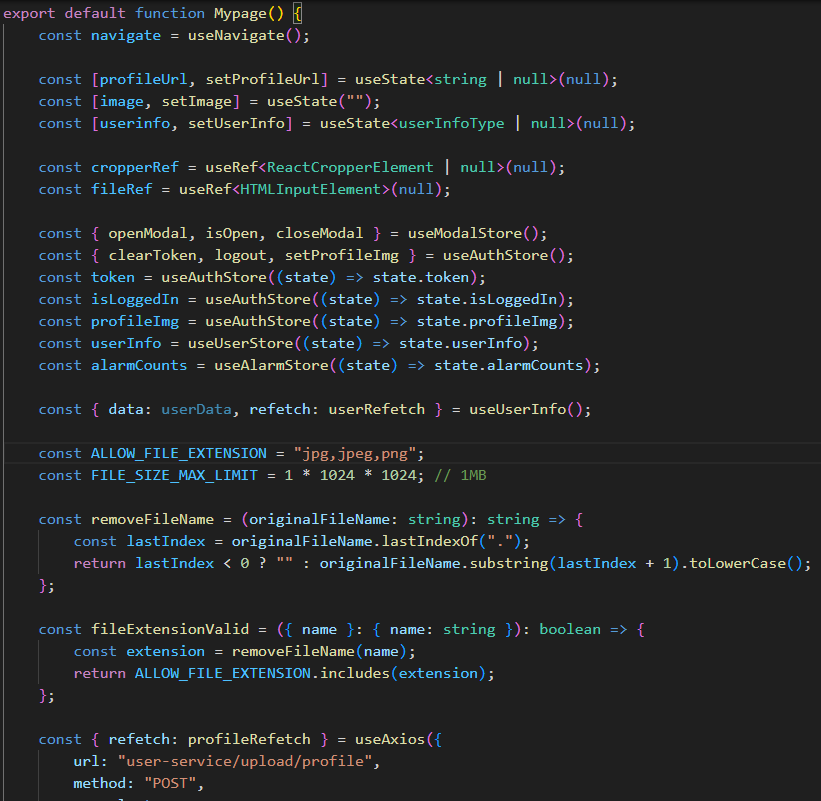 export default function Mypage() {
const navigate = useNavigate();
const [profileUrl, setProfileUrl] = useState<string | null>(null);
const [image, setImage] = useState("");
const [userinfo, setUserInfo] = useState<userInfoType | null>(null);
const cropperRef = useRef<ReactCropperElement | null>(null);
const fileRef = useRef<HTMLInputElement>(null);
const { openModal, isOpen, closeModal } = useModalStore();
const { clearToken, logout, setProfileImg } = useAuthStore();
const token = useAuthStore((state) => state.token);
const isLoggedIn = useAuthStore((state) => state.isLoggedIn);
const profileImg = useAuthStore((state) => state.profileImg);
const userInfo = useUserStore((state) => state.userInfo);
const alarmCounts = useAlarmStore((state) => state.alarmCounts);
const { data: userData, refetch: userRefetch } = useUserInfo();
const ALLOW_FILE_EXTENSION = "jpg,jpeg,png";
const FILE_SIZE_MAX_LIMIT = 1 * 1024 * 1024; // 1MB
const removeFileName = (originalFileName: string): string => {
const lastIndex = originalFileName.lastIndexOf(".");
return lastIndex < 0 ? "" : originalFileName.substring(lastIndex + 1).toLowerCase();
};
const fileExtensionValid = ({ name }: { name: string }): boolean => {
const extension = removeFileName(name);
return ALLOW_FILE_EXTENSION.includes(extension);
};
const { refetch: profileRefetch } = useAxios({
url: "user-service/upload/profile",
method: "POST",